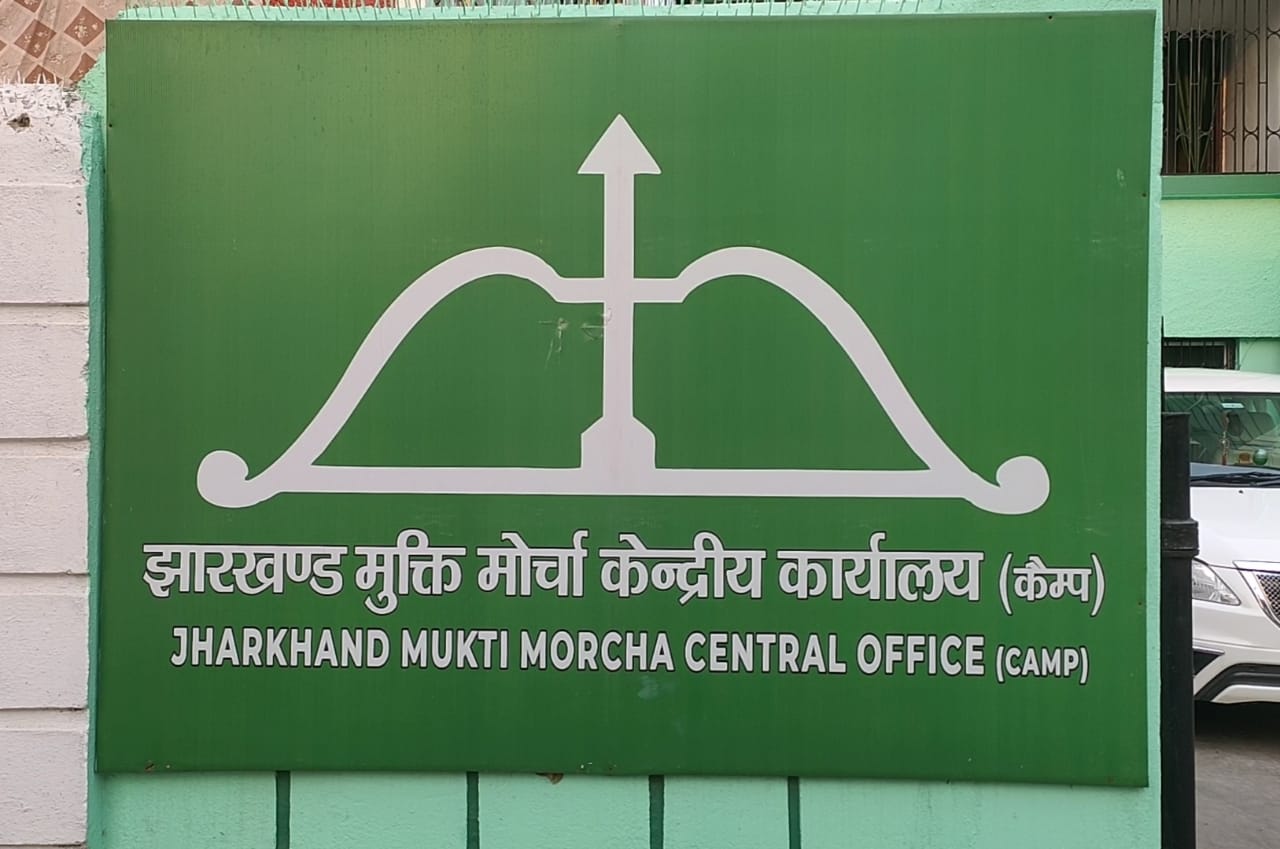 झारखण्ड मुक्ति मोर्चा केन्द्रीय कार्यालय (कैम्प)
JHARKHAND MUKTI MORCHA CENTRAL OFFICE (CAMP)